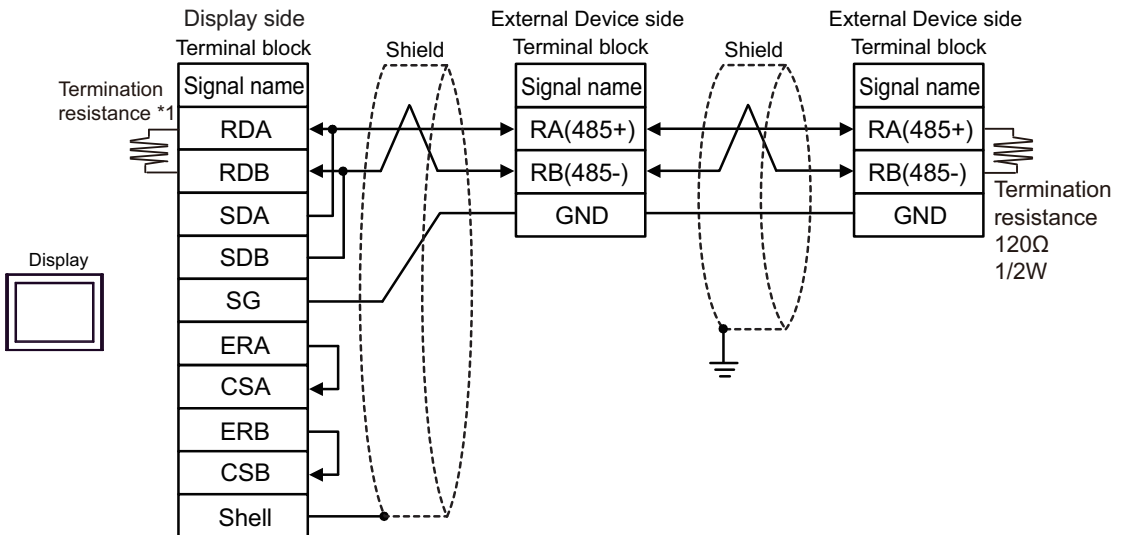 Display side
Terminal block
Shield
External Device side
Terminal block
Shield
External Device side
Terminal block
Termination
resistance *1
Signal name
RDA
RDB
SDA
SDB
SG
ERA
CSA
ERB
CSB
Shell
Signal name
RA(485+)
RB(485-)
GND
Signal name
RA(485+)
RB(485-)
GND
Termination
resistance
120Ω
1/2W
Display